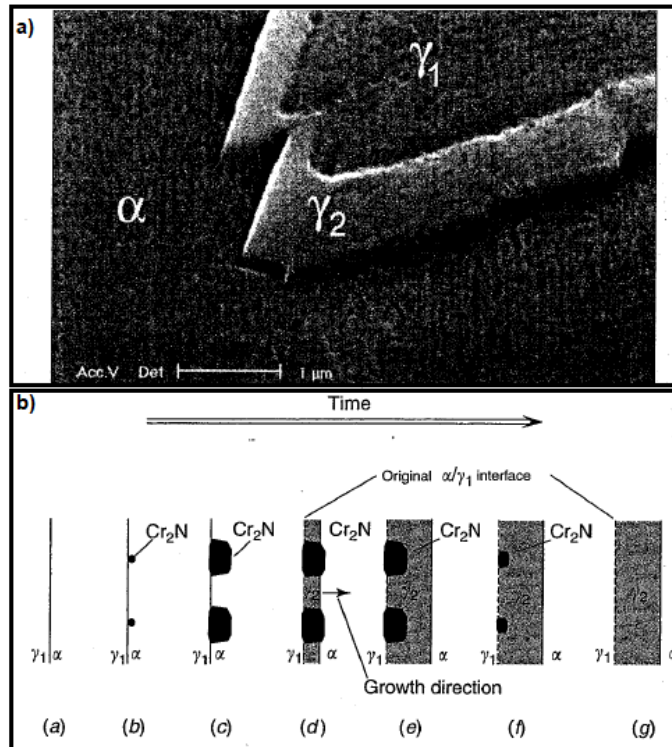 a)
γ1
α
γ2
Acc.V Det 1 µm
b)
Time
Original α/γ1 interface
Cr2N Cr2N Cr2N Cr2N Cr2N
γ2 γ2 γ2
γ1 α γ1 α γ1 α γ1 α γ1 α γ1 α γ1
Growth direction
(a) (b) (c) (d) (e) (f) (g)